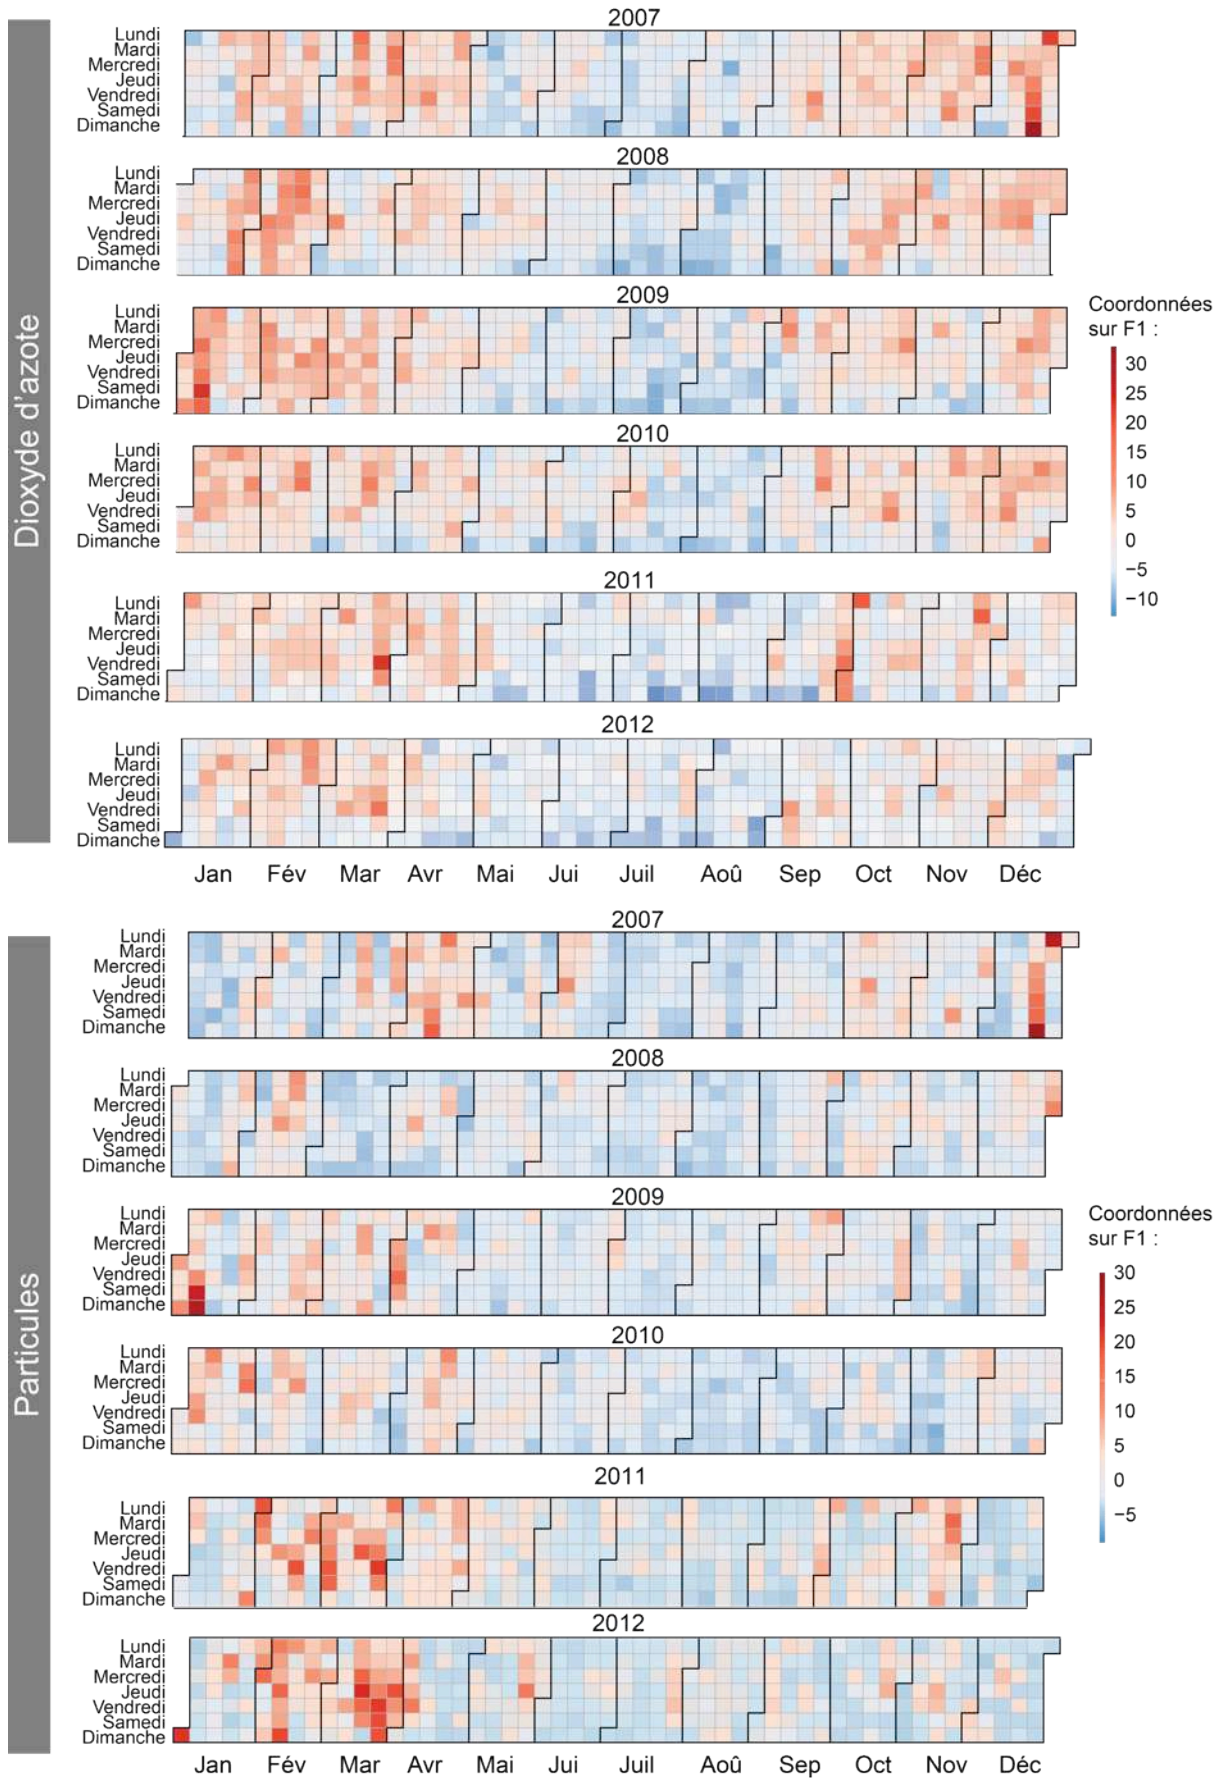 Dioxyde d'azote
2007
Lundi
Mardi
Mercredi
Jeudi
Vendredi
Samedi
Dimanche
2008
Lundi
Mardi
Mercredi
Jeudi
Vendredi
Samedi
Dimanche
2009
Lundi
Mardi
Mercredi
Jeudi
Vendredi
Samedi
Dimanche
2010
Lundi
Mardi
Mercredi
Jeudi
Vendredi
Samedi
Dimanche
2011
Lundi
Mardi
Mercredi
Jeudi
Vendredi
Samedi
Dimanche
2012
Lundi
Mardi
Mercredi
Jeudi
Vendredi
Samedi
Dimanche
Jan Fév Mar Avr Mai Jui Juil Aoû Sep Oct Nov Déc
Coordonnées
sur F1 :
30
25
20
15
10
5
0
−5
−10
Particules
2007
Lundi
Mardi
Mercredi
Jeudi
Vendredi
Samedi
Dimanche
2008
Lundi
Mardi
Mercredi
Jeudi
Vendredi
Samedi
Dimanche
2009
Lundi
Mardi
Mercredi
Jeudi
Vendredi
Samedi
Dimanche
2010
Lundi
Mardi
Mercredi
Jeudi
Vendredi
Samedi
Dimanche
2011
Lundi
Mardi
Mercredi
Jeudi
Vendredi
Samedi
Dimanche
2012
Lundi
Mardi
Mercredi
Jeudi
Vendredi
Samedi
Dimanche
Jan Fév Mar Avr Mai Jui Juil Aoû Sep Oct Nov Déc
Coordonnées
sur F1 :
30
25
20
15
10
5
0
−5